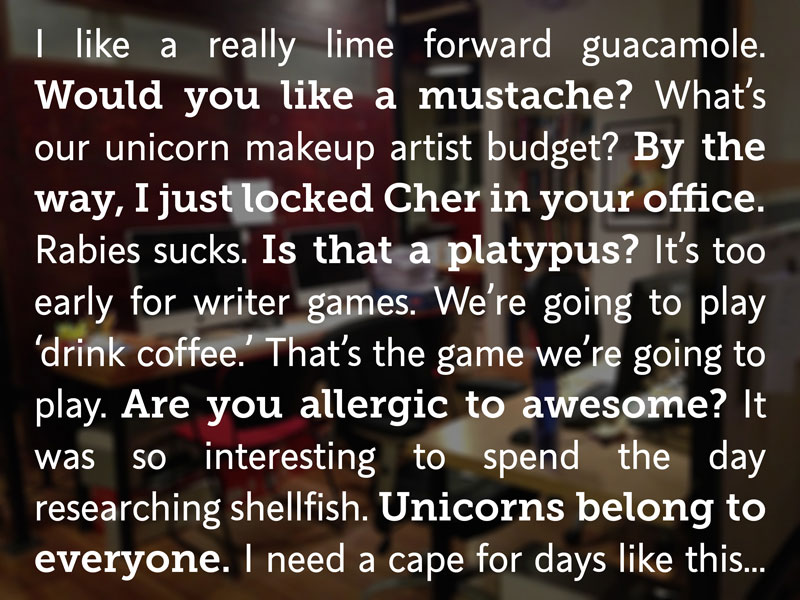 I like a really lime forward guacamole.
Would you like a mustache? What’s
our unicorn makeup artist budget? By the
way, I just locked Cher in your office.
Rabies sucks. Is that a platypus? It’s too
early for writer games. We’re going to play
‘drink coffee.’ That’s the game we’re going to
play. Are you allergic to awesome? It
was so interesting to spend the day
researching shellfish. Unicorns belong to
everyone. I need a cape for days like this...